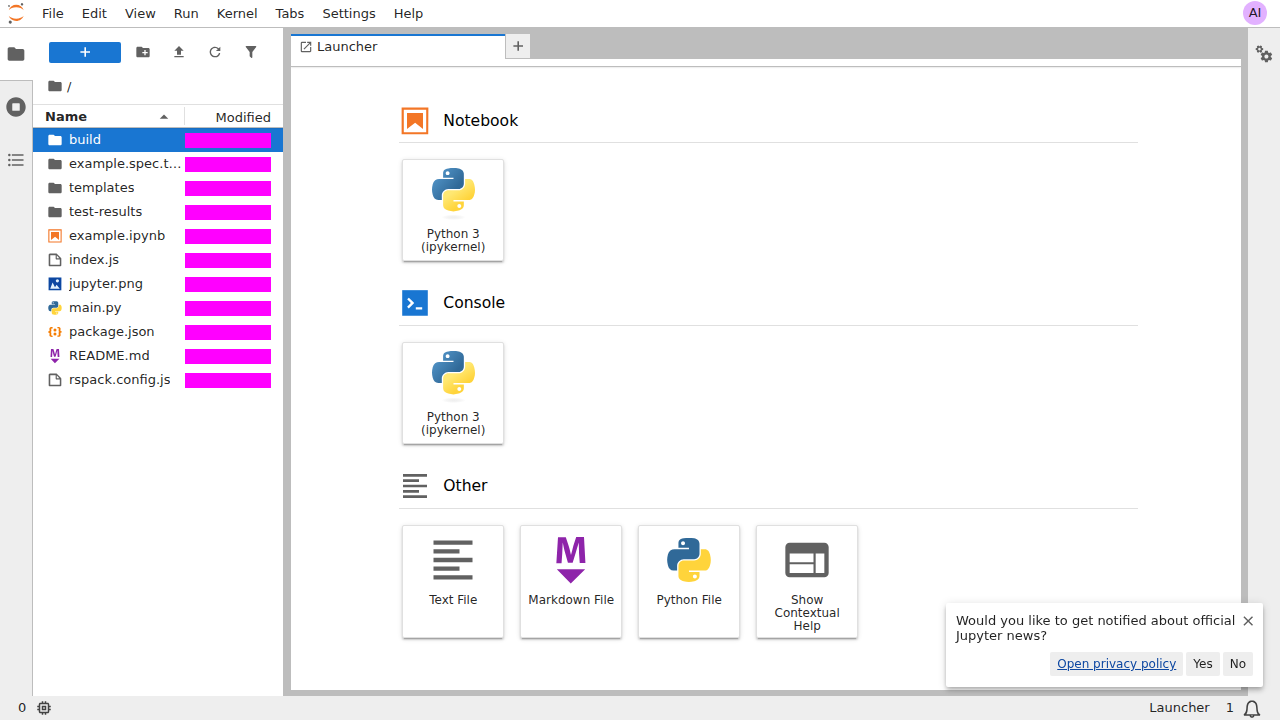 File Edit View Run Kernel Tabs Settings Help
AI
Launcher
/
Name Modified
build
example.spec.t…
templates
test-results
example.ipynb
index.js
jupyter.png
main.py
package.json
README.md
rspack.config.js
Notebook
Python 3
(ipykernel)
Console
Python 3
(ipykernel)
Other
Text File
Markdown File
Python File
Show
Contextual
Help
Would you like to get notified about official
Jupyter news?
Open privacy policy Yes No
0
Launcher 1